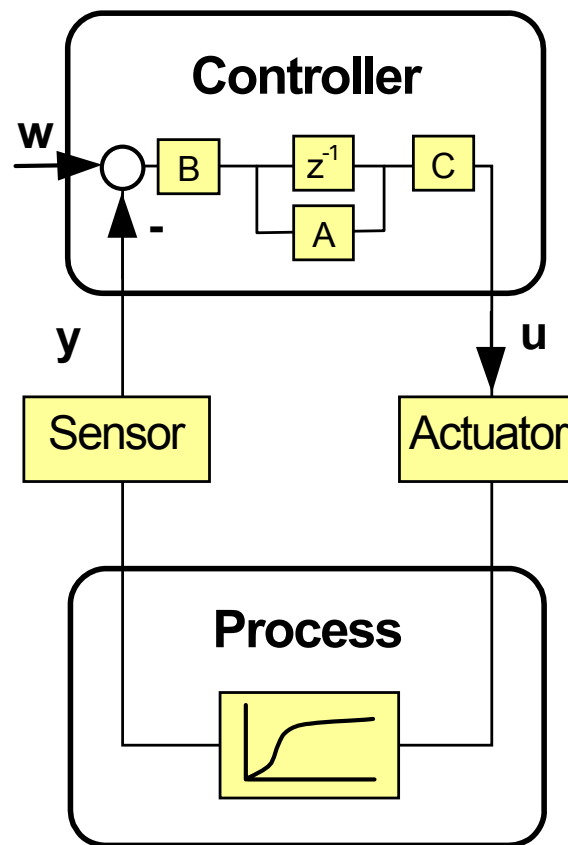 Controller
w
B
z-1
C
A
-
y
u
Sensor
Actuator
Process